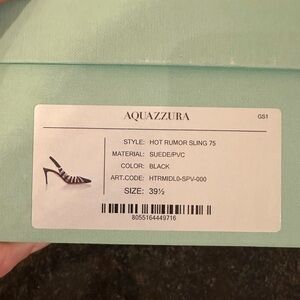 AQUAZZURA
GS1
STYLE: HOT RUMOR SLING 75
MATERIAL: SUEDE/PVC
COLOR: BLACK
ART.CODE: HTRMIDL0-SPV-000
SIZE: 39½
8055164449716